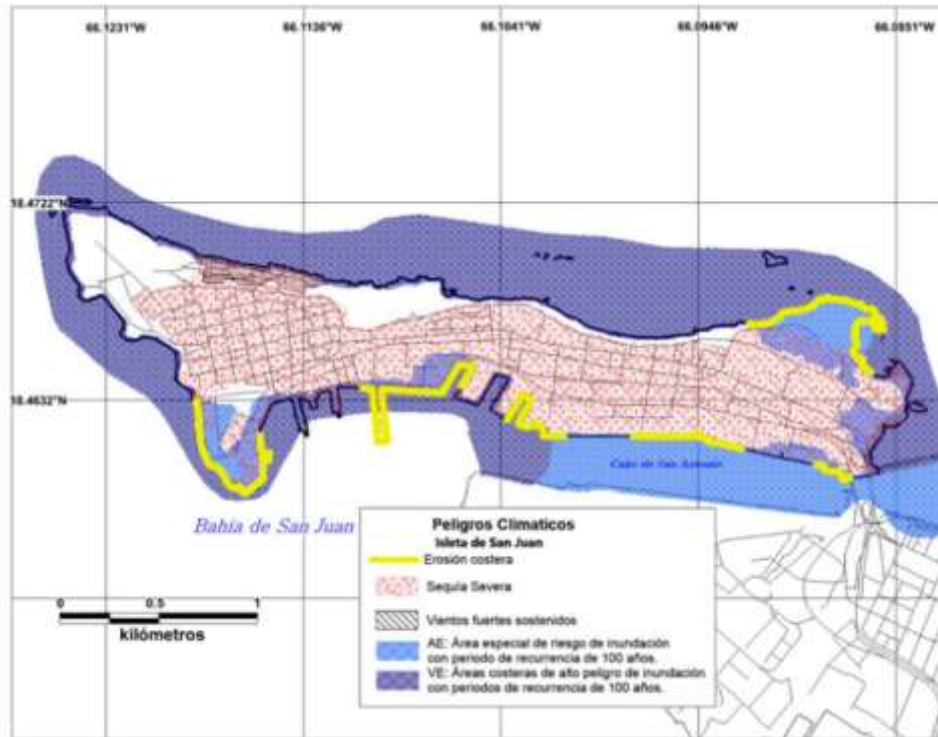 66.1231°W 66.1136°W 66.1041°W 66.0946°W 66.0851°W
18.4722°N
18.4632°N
Caño de San Antonio
Bahía de San Juan
Peligros Climaticos
Isleta de San Juan
Erosión costera
Sequía Severa
Vientos fuertes sostenidos
AE: Área especial de riesgo de inundación
con periodo de recurrencia de 100 años.
VE: Áreas costeras de alto peligro de inundación
con periodos de recurrencia de 100 años.
0 0.5 1
kilómetros